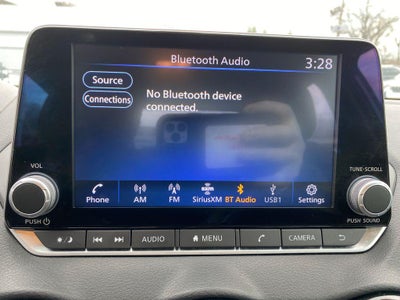 Bluetooth Audio 3:28
Source
No Bluetooth device
connected.
Connections
VOL
TUNE·SCROLL
Phone AM FM SiriusXM BT Audio USB1 Settings
PUSH
PUSH SOUND
AUDIO MENU CAMERA